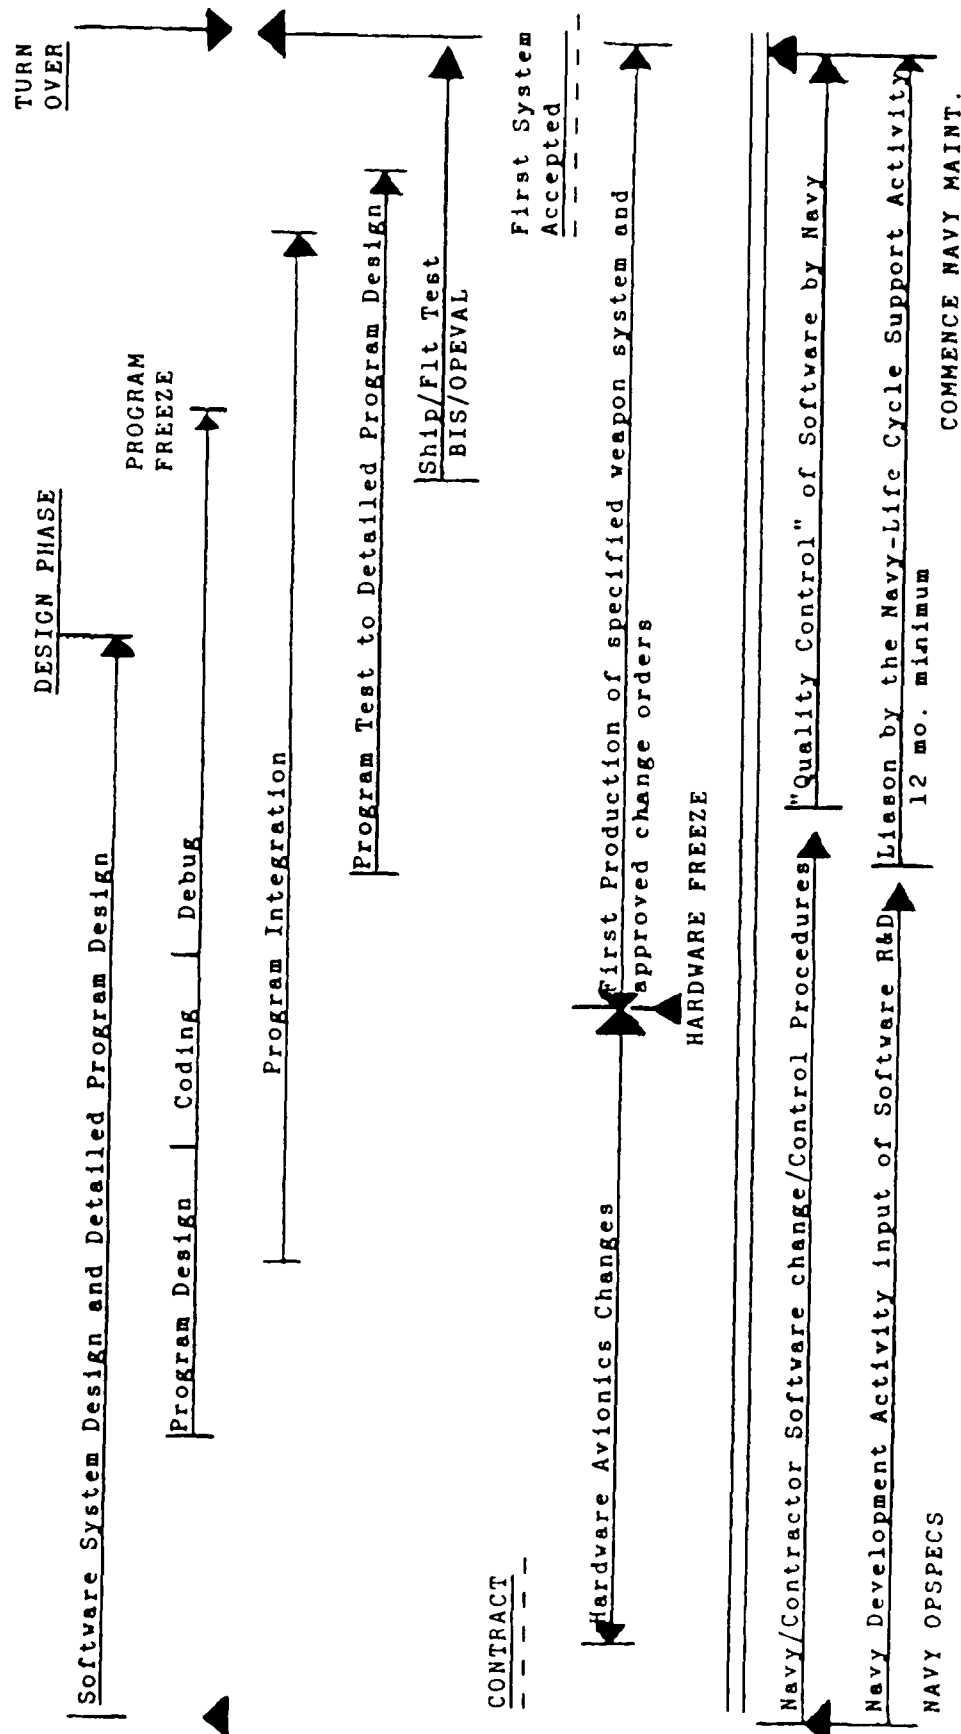 TURN
OVER
DESIGN PHASE
Software System Design and Detailed Program Design
PROGRAM
FREEZE
Program Design | Coding | Debug
Program Integration
Program Test to Detailed Program Design
Ship/Flt Test
BIS/OPEVAL
CONTRACT
First System
Accepted
Hardware Avionics Changes
First Production of specified weapon system and
approved change orders
HARDWARE FREEZE
Navy/Contractor Software change/Control Procedures
"Quality Control" of Software by Navy
Navy Development Activity input of Software R&D
Liason by the Navy-Life Cycle Support Activity
12 mo. minimum
NAVY OPSPECS
COMMENCE NAVY MAINT.